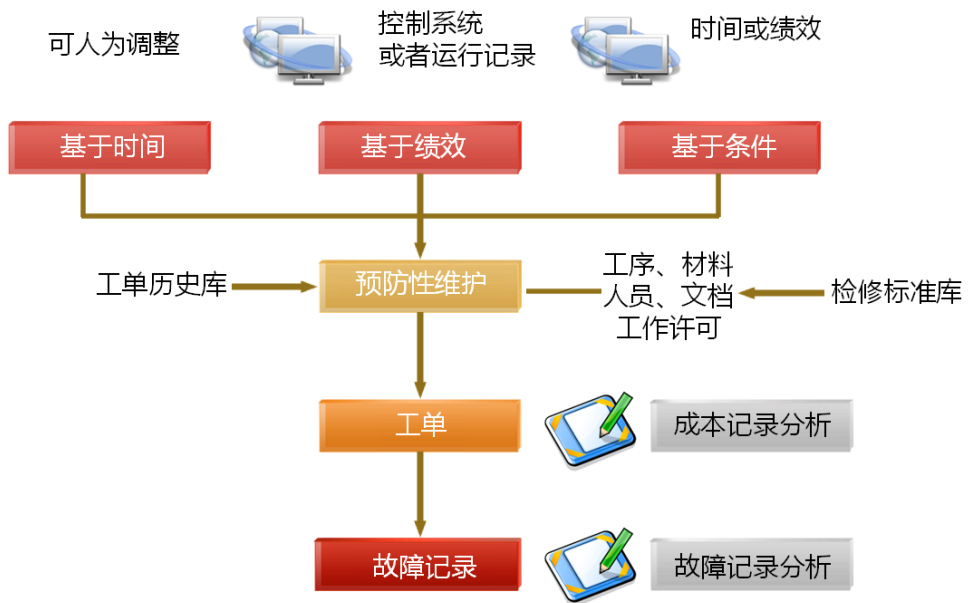 可人为调整
控制系统
或者运行记录
时间或绩效
基于时间
基于绩效
基于条件
工单历史库
预防性维护
工序、材料
人员、文档
工作许可
检修标准库
工单
成本记录分析
故障记录
故障记录分析